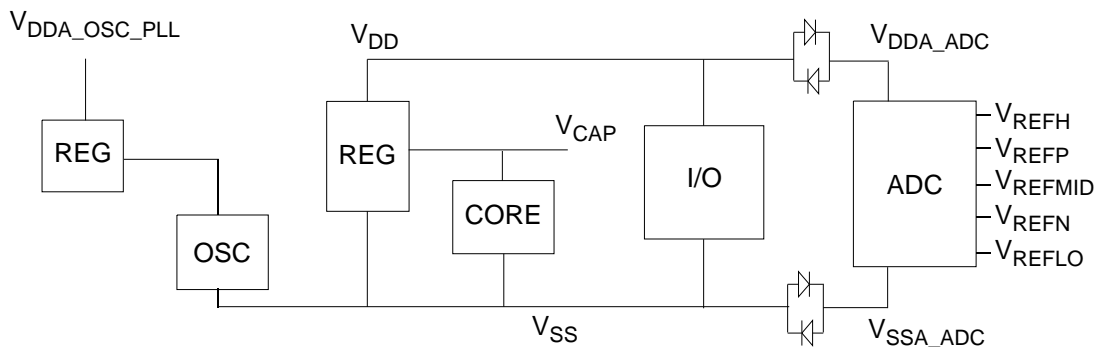 VDDA_OSC_PLL
VDD
VDDA_ADC
REG
REG
VCAP
CORE
I/O
ADC
VREFH
VREFP
VREFMID
VREFN
VREFLO
OSC
VSS
VSSA_ADC